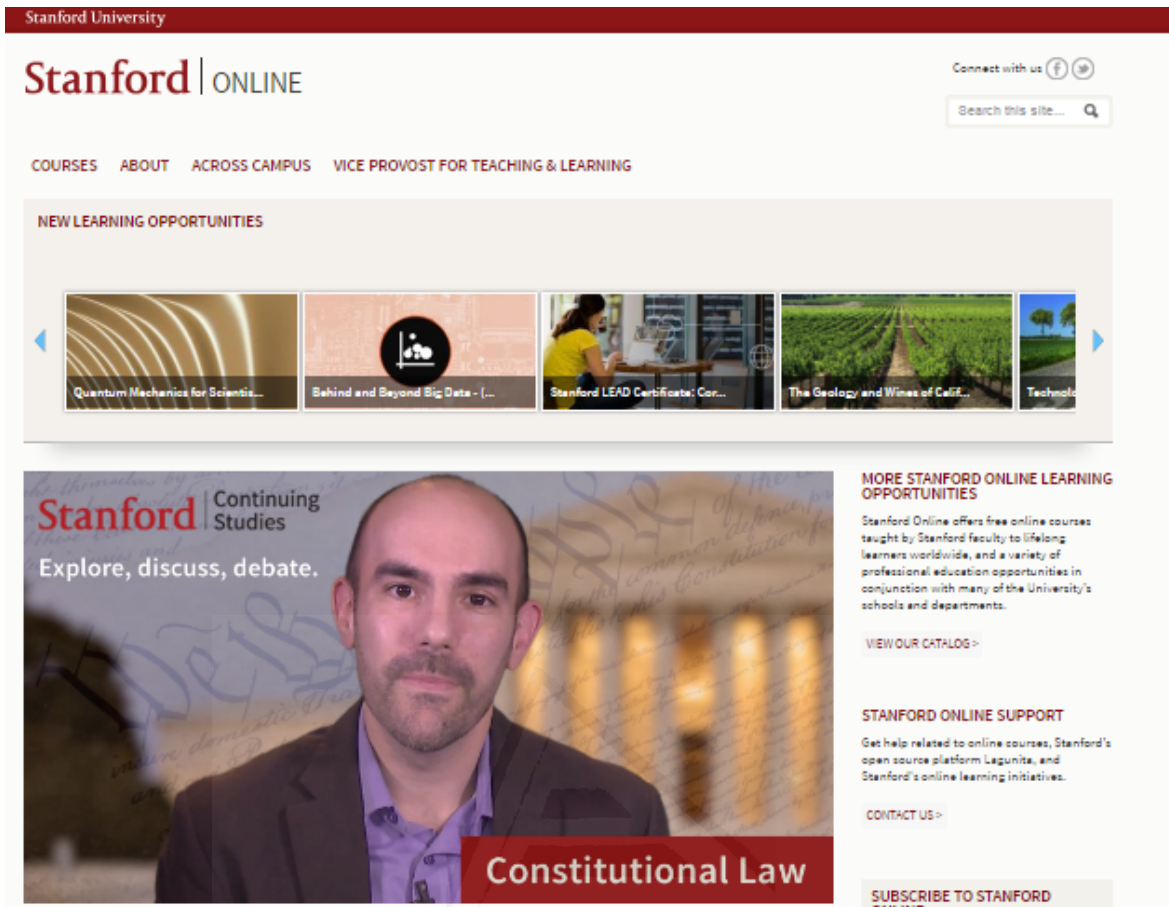 Stanford University
Stanford | ONLINE
Connect with us
Search this site...
COURSES ABOUT ACROSS CAMPUS VICE PROVOST FOR TEACHING & LEARNING
NEW LEARNING OPPORTUNITIES
Quantum Mechanics for Scientis...
Behind and Beyond Big Data - (...
Stanford LEAD Certificate: Cor...
The Geology and Wines of Calif...
Technolo
Stanford | Continuing
Studies
Explore, discuss, debate.
Constitutional Law
MORE STANFORD ONLINE LEARNING
OPPORTUNITIES
Stanford Online offers free online courses
taught by Stanford faculty to lifelong
learners worldwide, and a variety of
professional education opportunities in
conjunction with many of the University's
schools and departments.
VIEW OUR CATALOG >
STANFORD ONLINE SUPPORT
Get help related to online courses, Stanford's
open source platform Lagunita, and
Stanford's online learning initiatives.
CONTACT US >
SUBSCRIBE TO STANFORD